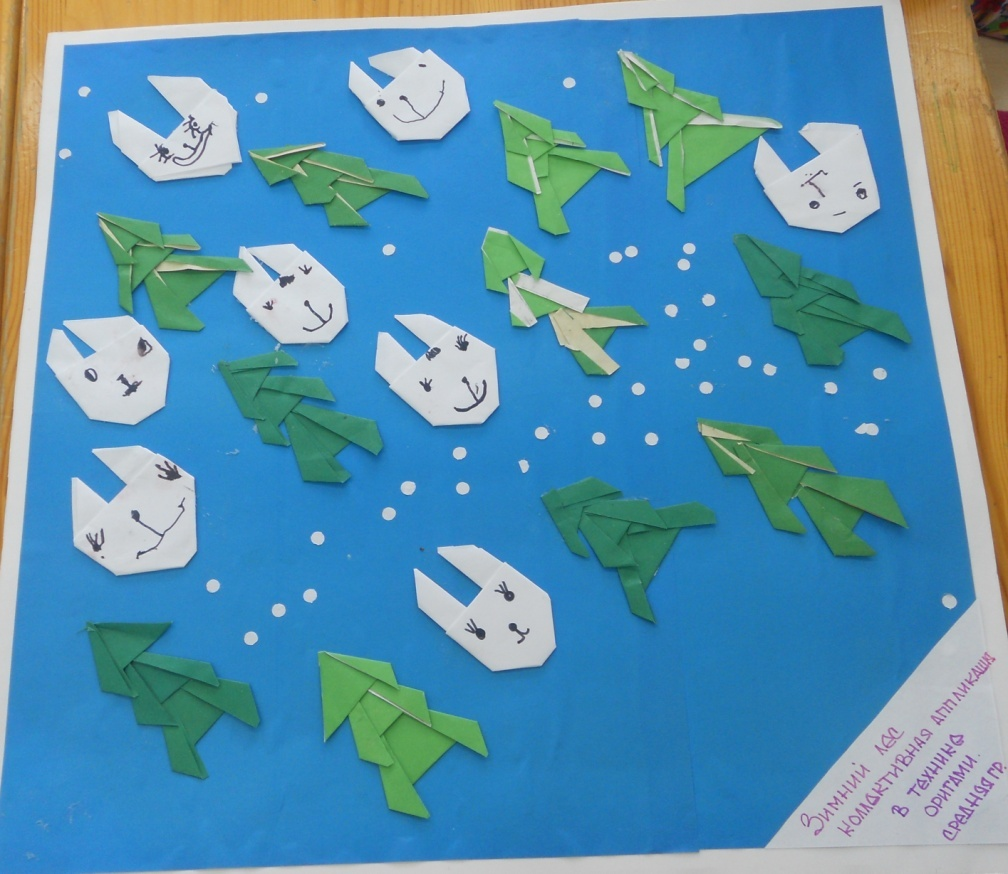 Зимний лес
коллективная аппликация
в технике
оригами.
средняя гр.